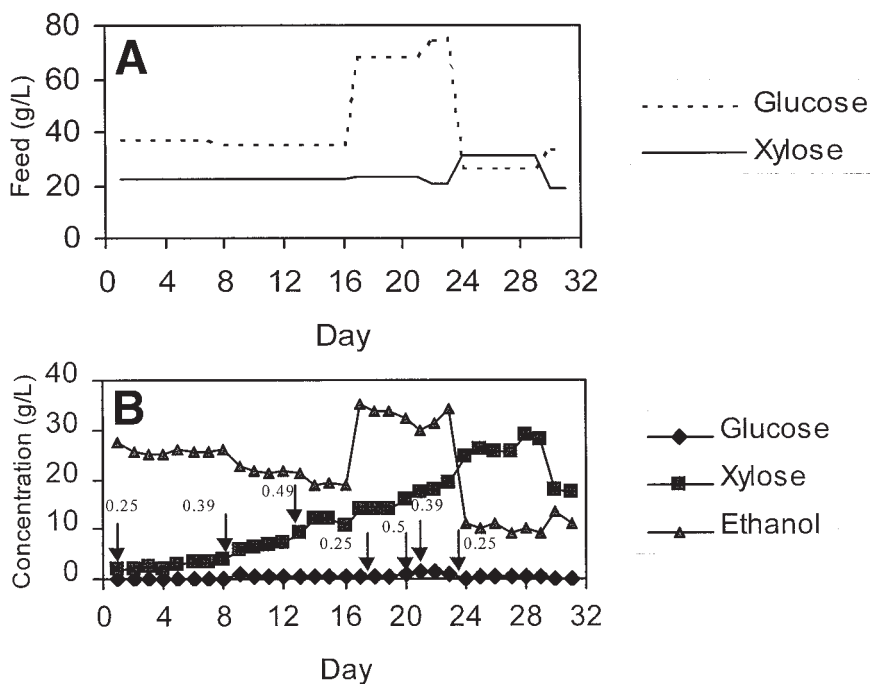 A
Feed (g/L)
80
60
40
20
0
0 4 8 12 16 20 24 28 32
Day
Glucose
Xylose
B
Concentration (g/L)
40
30
20
10
0
0.25
0.39
0.49
0.25
0.5
0.39
0.25
0 4 8 12 16 20 24 28 32
Day
Glucose
Xylose
Ethanol